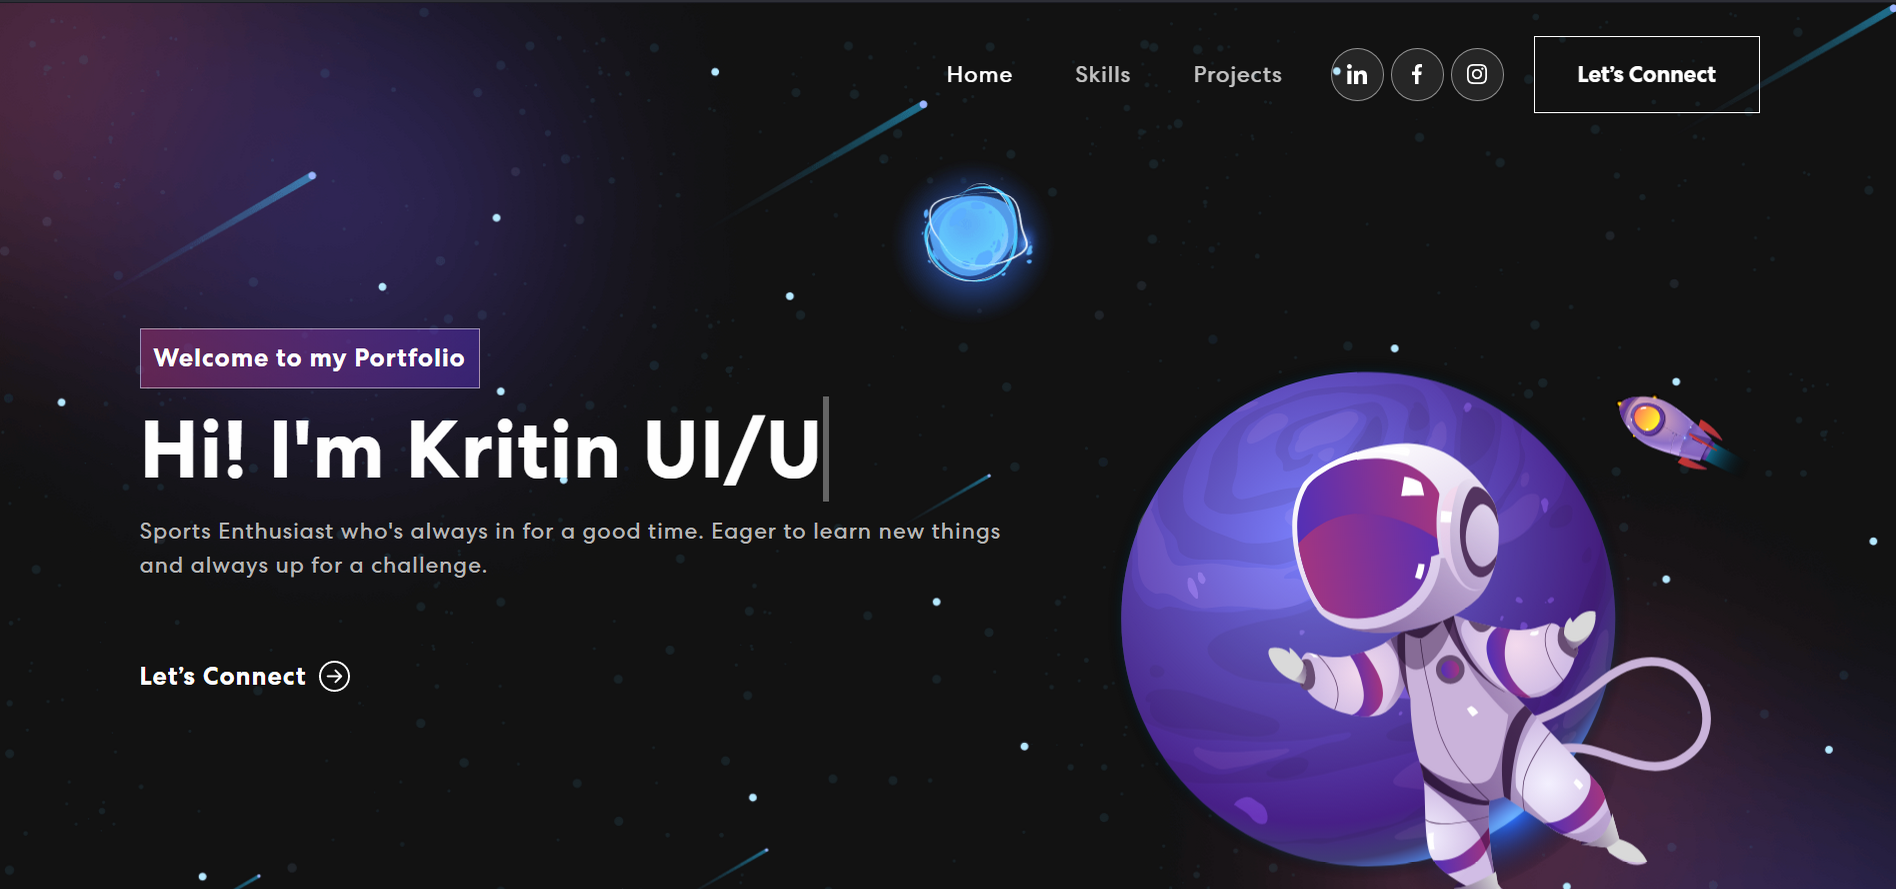 Home Skills Projects in f Let's Connect
Welcome to my Portfolio
Hi! I'm Kritin UI/U
Sports Enthusiast who's always in for a good time. Eager to learn new things
and always up for a challenge.
Let's Connect